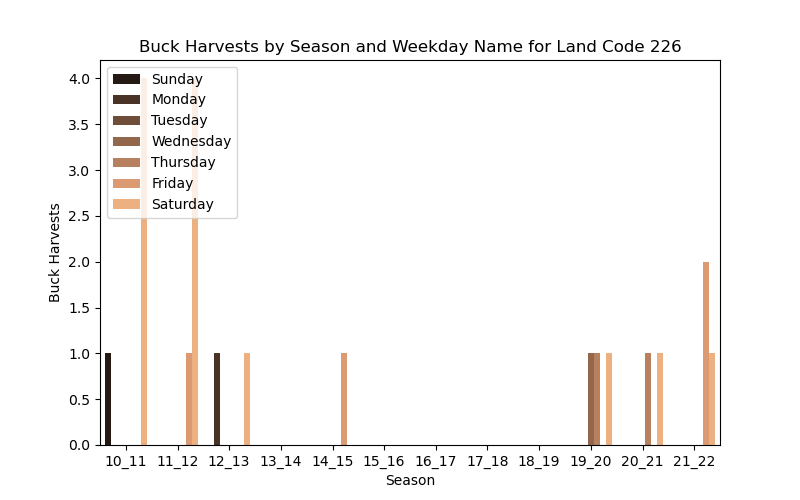 Buck Harvests by Season and Weekday Name for Land Code 226
4.0
3.5
3.0
2.5
2.0
1.5
1.0
0.5
0.0
Buck Harvests
Sunday
Monday
Tuesday
Wednesday
Thursday
Friday
Saturday
10_11 11_12 12_13 13_14 14_15 15_16 16_17 17_18 18_19 19_20 20_21 21_22
Season